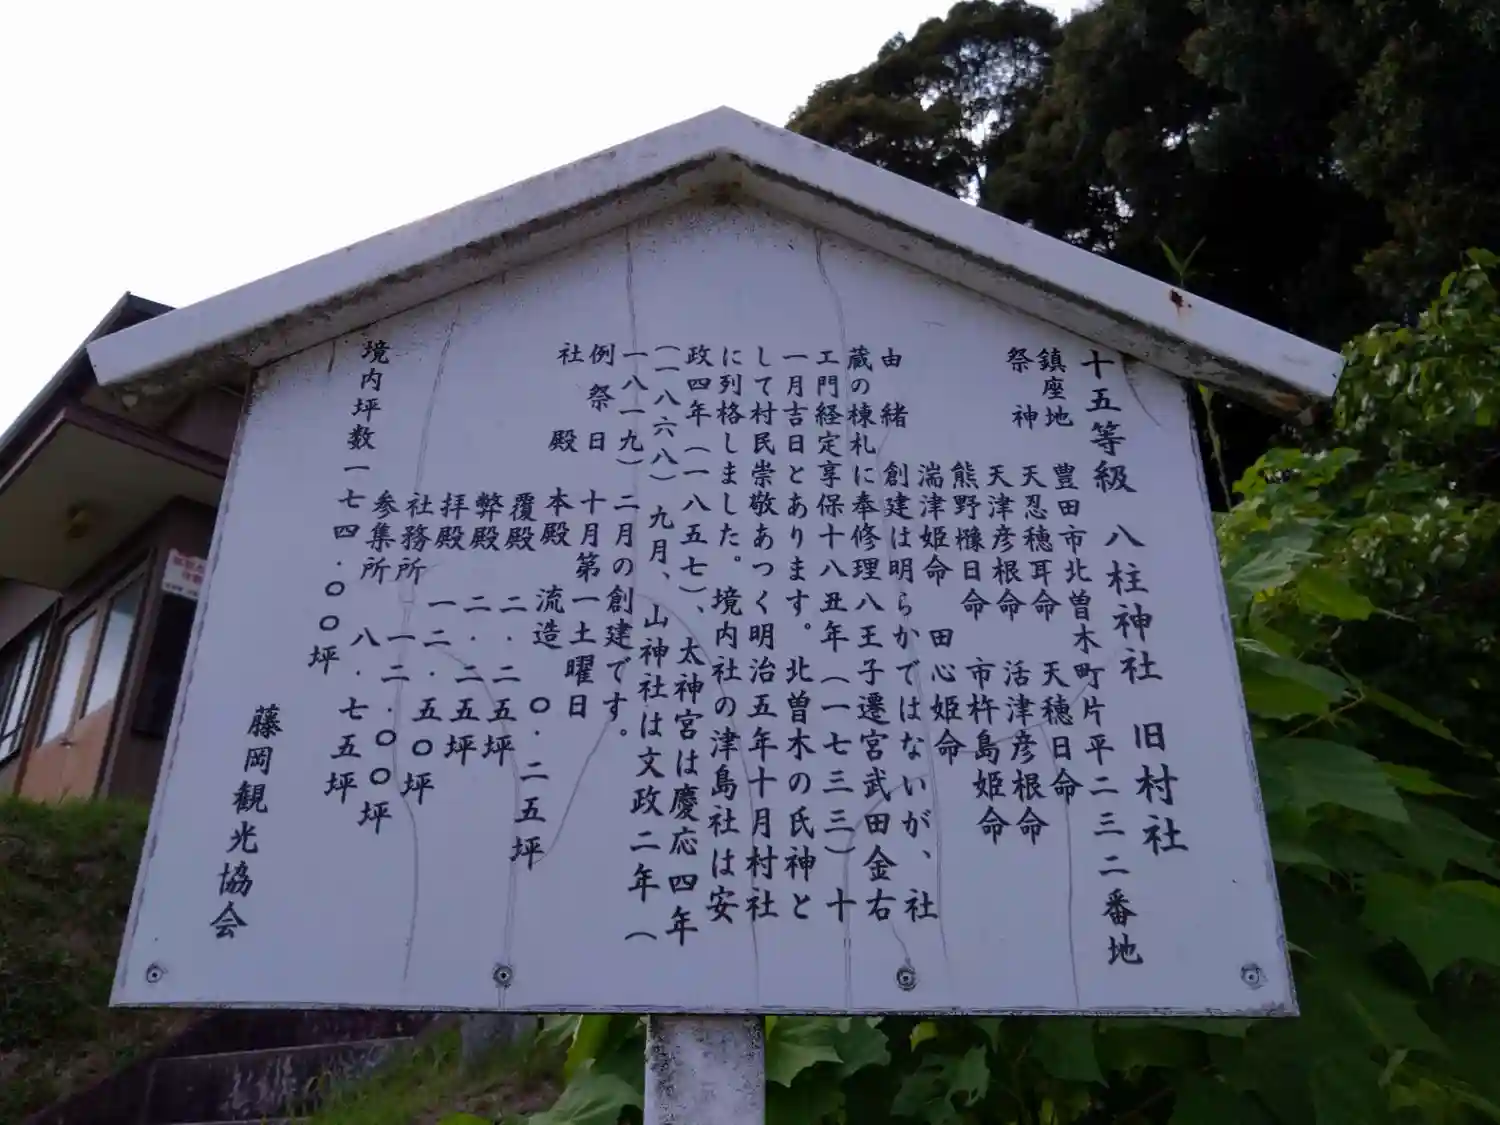 十五等級 八柱神社 旧村社
鎮座地 豊田市北曽木町片平二三二番地
祭神 天忍穂耳命 天穂日命
天津彦根命 活津彦根命
熊野櫲日命 市杵島姫命
湍津姫命 田心姫命
由緒 創建は明らかではないが、社
蔵の棟札に奉修理八王子遷宮武田金右
エ門経定享保十八丑年（一七三三）十
一月吉日とあります。北曽木の氏神と
して村民崇敬あつく明治五年十月村社
に列格しました。境内社の津島社は安
政四年（一八五七）、太神宮は慶応四年
（一八六八）九月、山神社は文政二年（
一八一九）二月の創建です。
例祭日 十月第一土曜日
社殿 本殿 流造 〇.二五坪
覆殿 二.二五坪
弊殿 二.二五坪
拝殿 一二.五〇坪
社務所 一二.〇〇坪
参集所 八.七五坪
境内坪数一七四.〇〇坪
藤岡観光協会